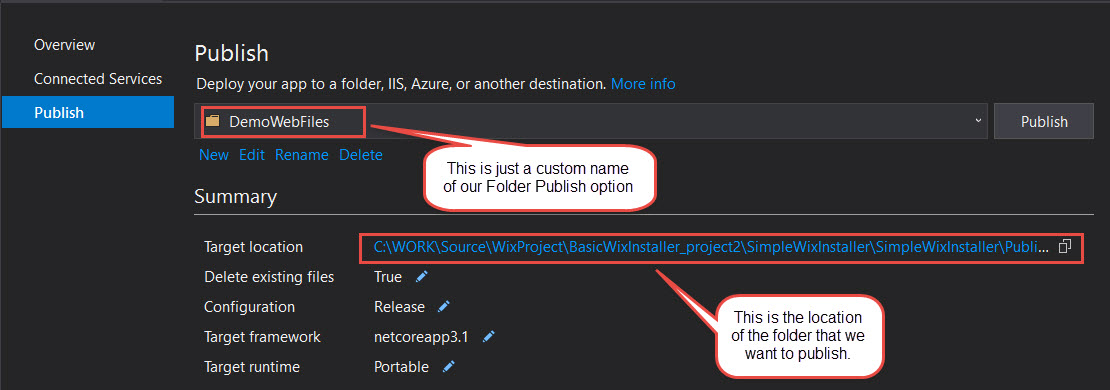 Overview
Connected Services
Publish
Publish
Deploy your app to a folder, IIS, Azure, or another destination. More info
DemoWebFiles
Publish
New Edit Rename Delete
This is just a custom name
of our Folder Publish option
Summary
Target location C:\WORK\Source\WixProject\BasicWixInstaller_project2\SimpleWixInstaller\SimpleWixInstaller\Publi...
Delete existing files True
Configuration Release
Target framework netcoreapp3.1
Target runtime Portable
This is the location
of the folder that we
want to publish.